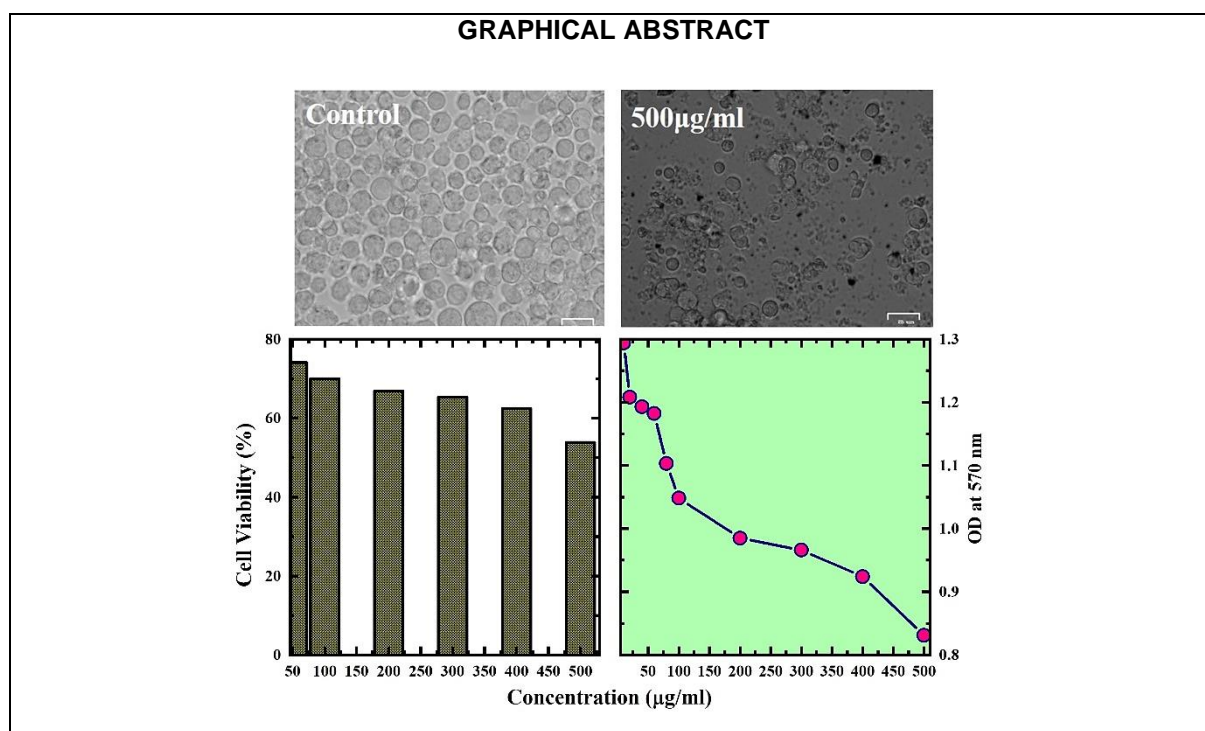 GRAPHICAL ABSTRACT
Control
500µg/ml
80
60
40
20
0
Cell Viability (%)
50 100 150 200 250 300 350 400 450 500
1.3
1.2
1.1
1.0
0.9
0.8
OD at 570 nm
50 100 150 200 250 300 350 400 450 500
Concentration (µg/ml)